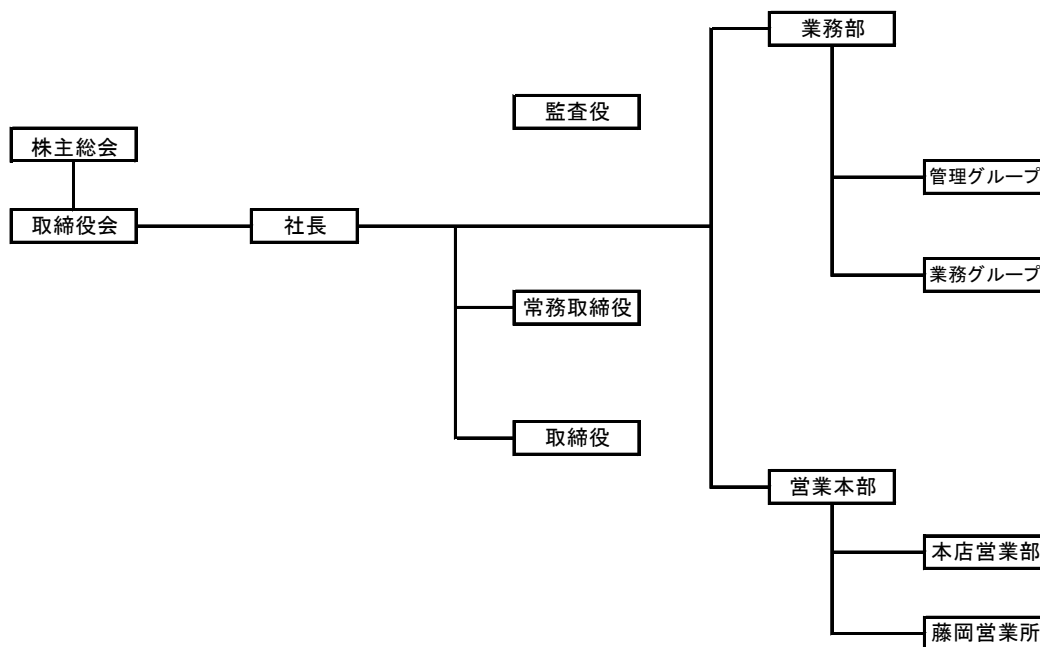 業務部
監査役
株主総会
管理グループ
取締役会
社長
業務グループ
常務取締役
取締役
営業本部
本店営業部
藤岡営業所